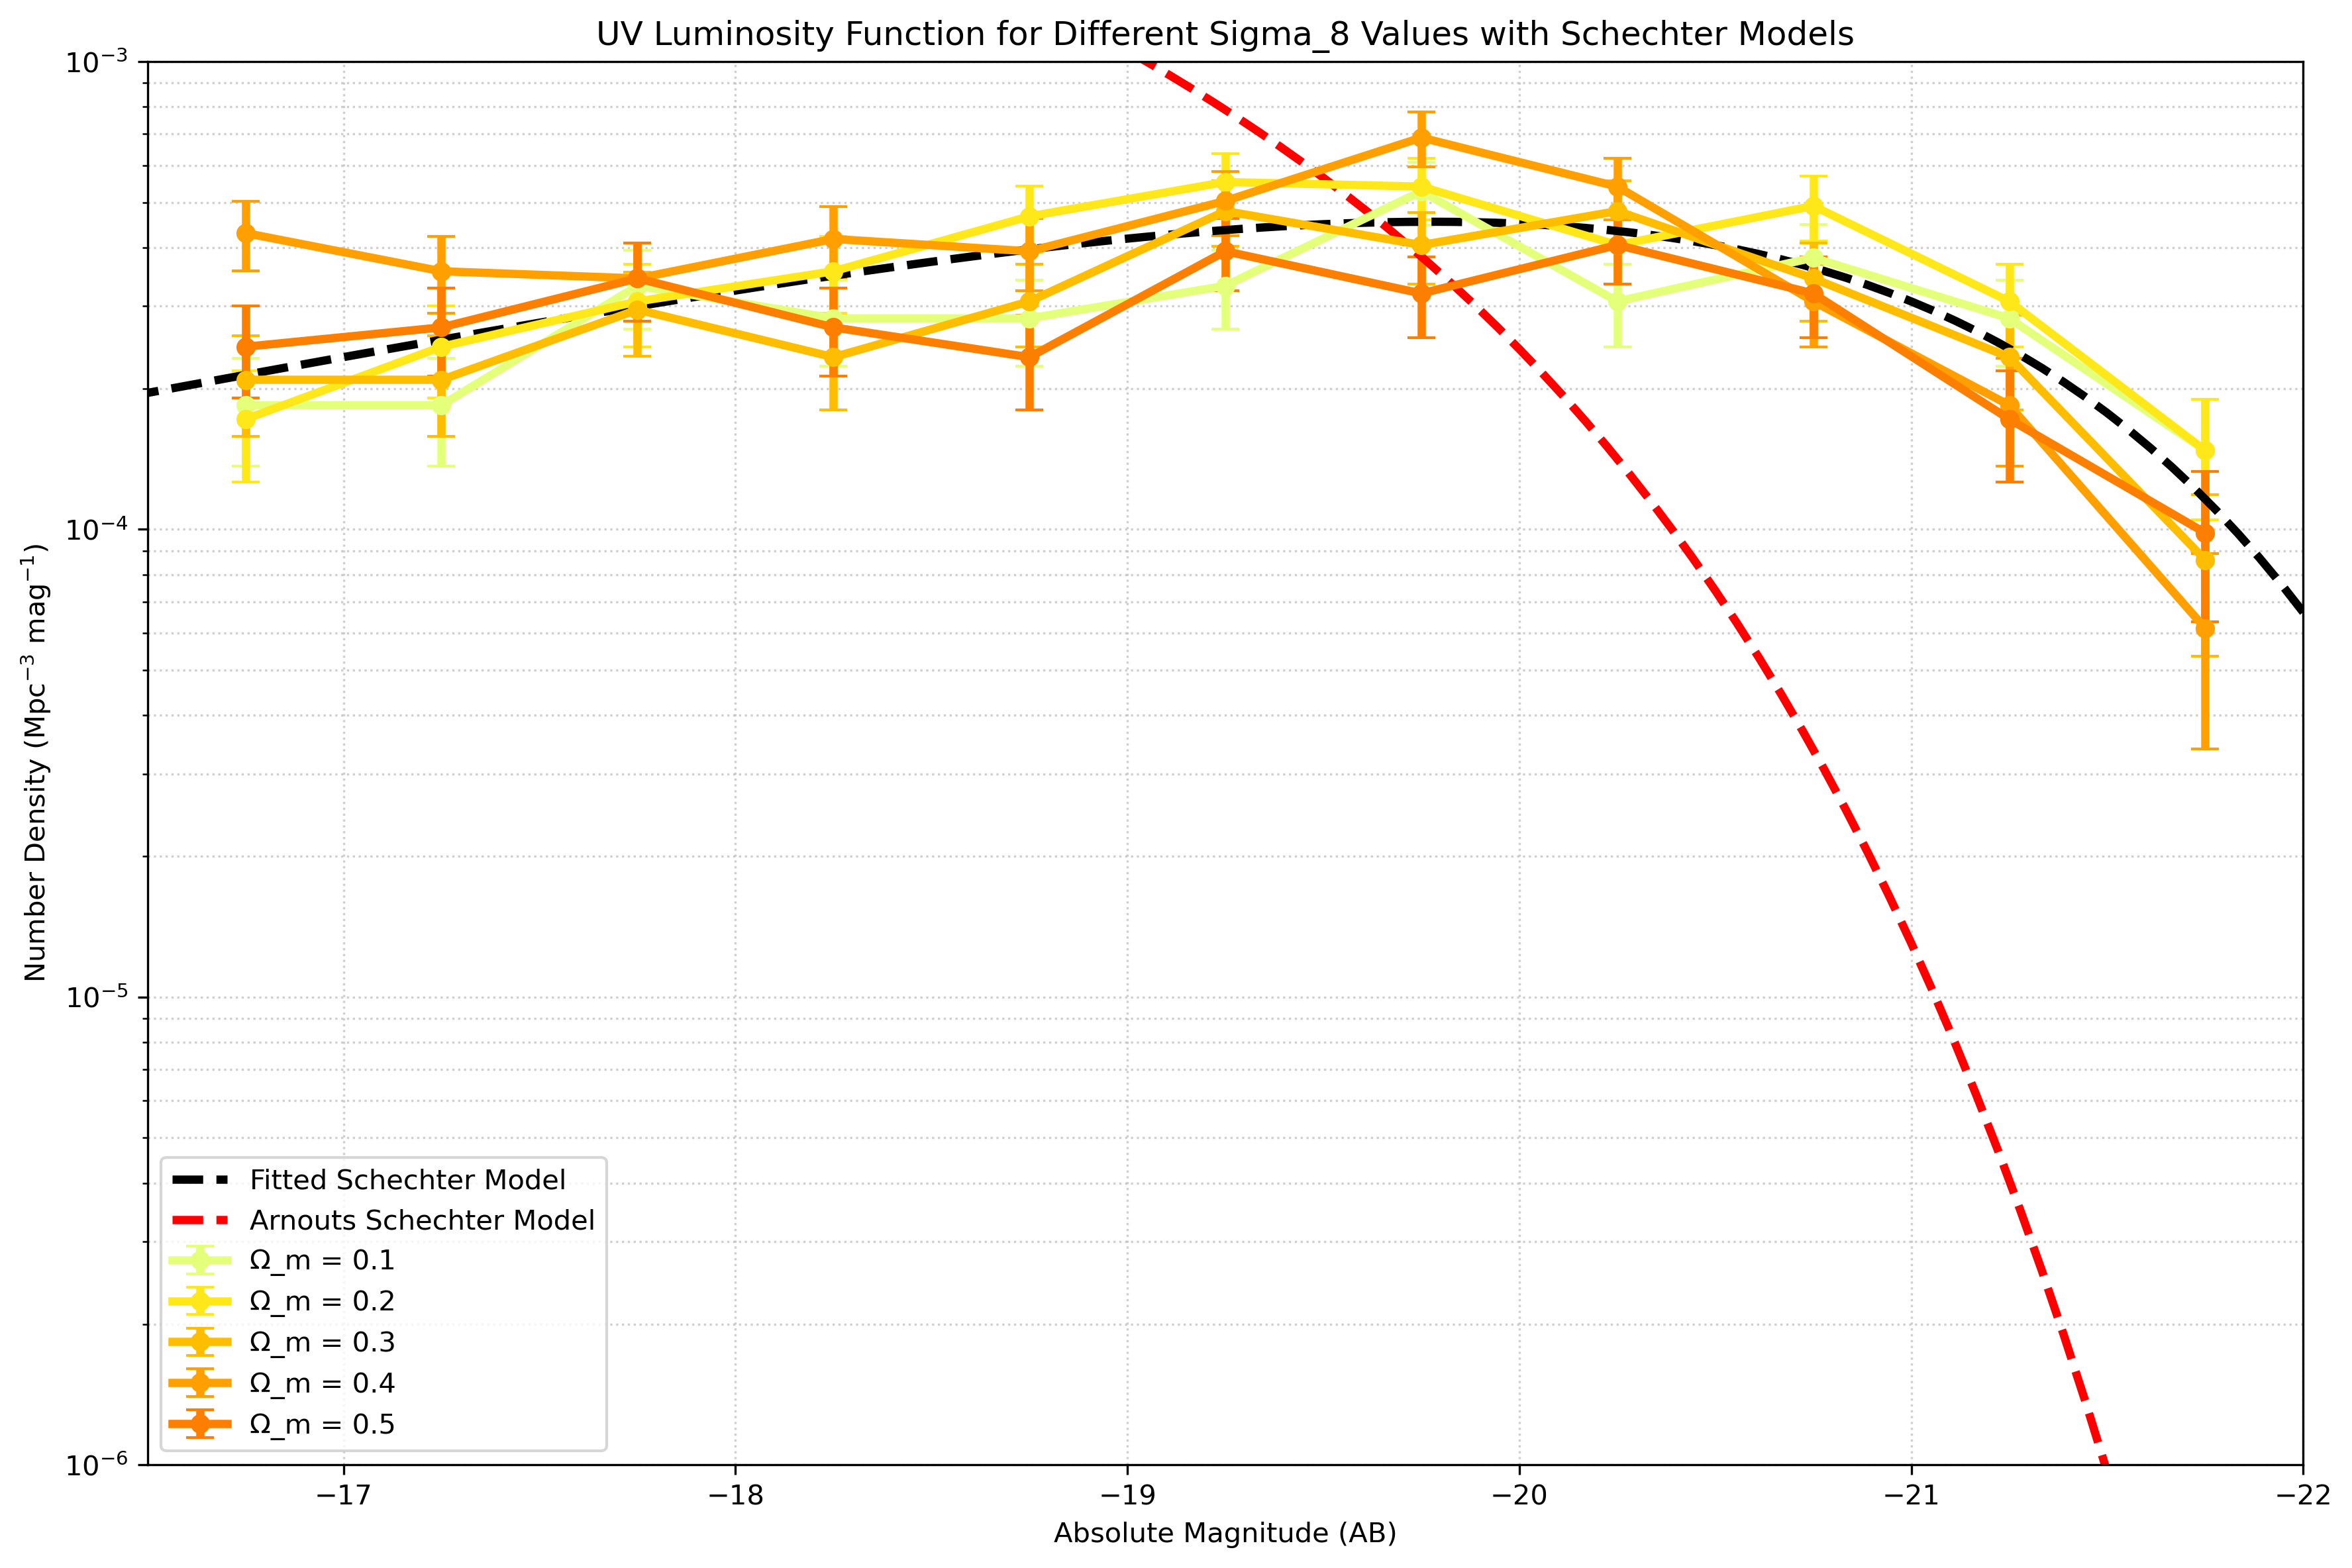 UV Luminosity Function for Different Sigma_8 Values with Schechter Models
Number Density (Mpc⁻³ mag⁻¹)
10⁻³
10⁻⁴
10⁻⁵
10⁻⁶
Fitted Schechter Model
Arnouts Schechter Model
Ω_m = 0.1
Ω_m = 0.2
Ω_m = 0.3
Ω_m = 0.4
Ω_m = 0.5
−17 −18 −19 −20 −21 −22
Absolute Magnitude (AB)